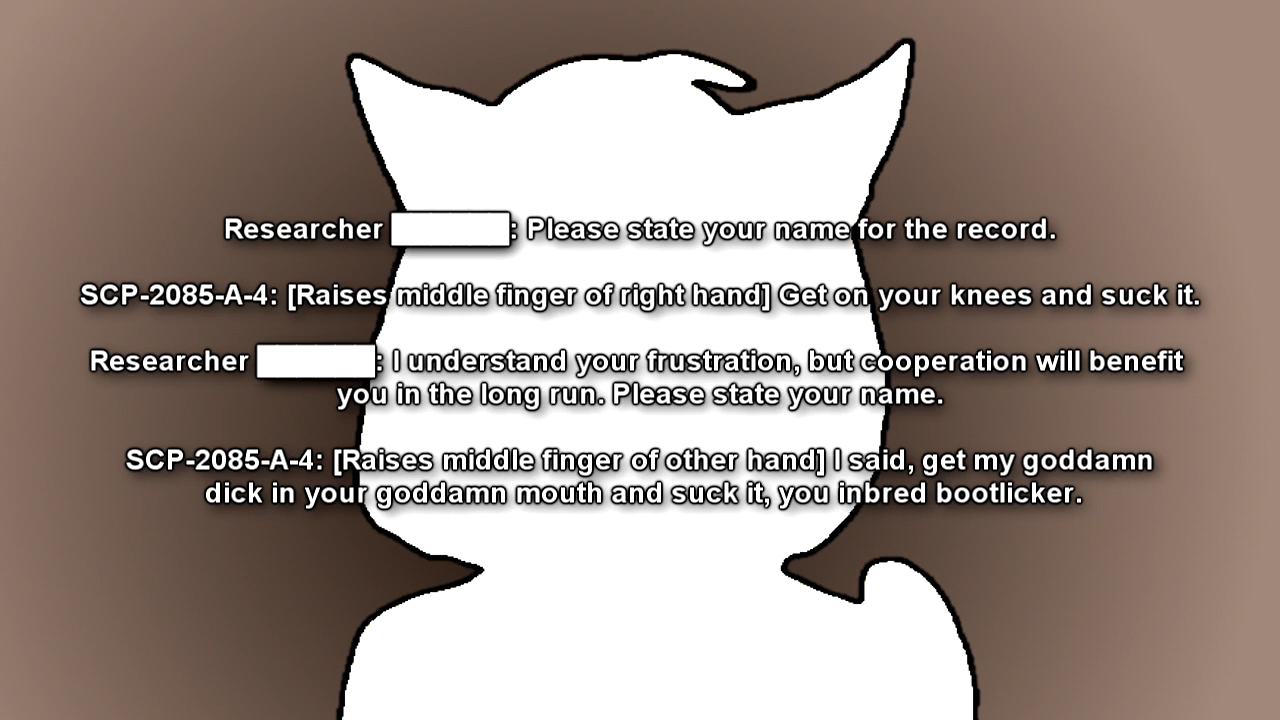 Researcher : Please state your name for the record.
SCP-2085-A-4: [Raises middle finger of right hand] Get on your knees and suck it.
Researcher : I understand your frustration, but cooperation will benefit
you in the long run. Please state your name.
SCP-2085-A-4: [Raises middle finger of other hand] I said, get my goddamn
dick in your goddamn mouth and suck it, you inbred bootlicker.